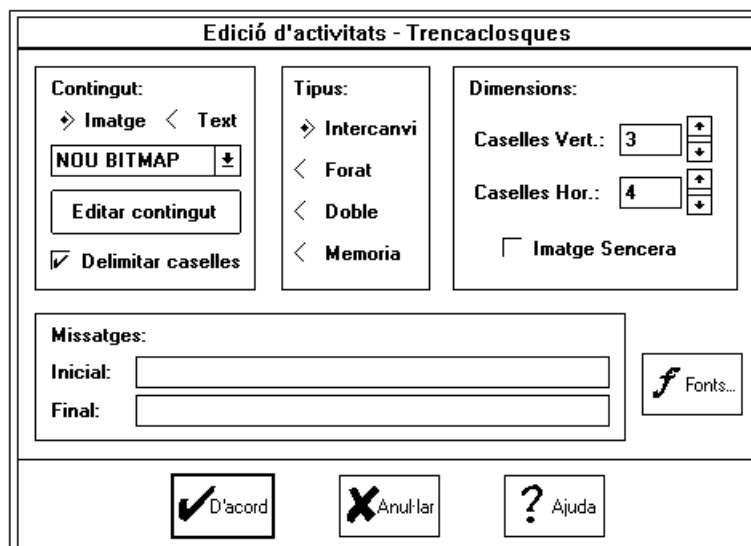 Edició d'activitats - Trencaclosques
Contingut:
Imatge Text
NOU BITMAP
Editar contingut
Delimitar caselles
Tipus:
Intercanvi
Forat
Doble
Memoria
Dimensions:
Caselles Vert.: 3
Caselles Hor.: 4
Imatge Sencera
Missatges:
Inicial:
Final:
Fonts...
D'acord
Anul·lar
Ajuda